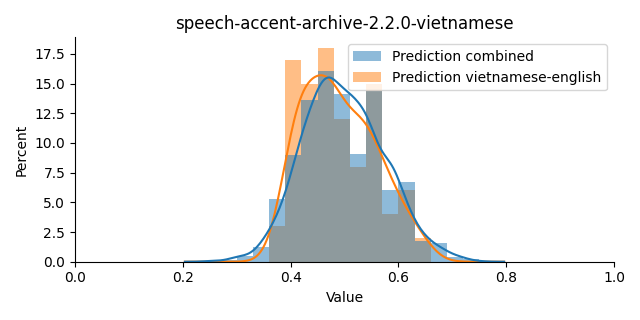 speech-accent-archive-2.2.0-vietnamese
Prediction combined
Prediction vietnamese-english
Percent
17.5
15.0
12.5
10.0
7.5
5.0
2.5
0.0
0.0 0.2 0.4 0.6 0.8 1.0
Value